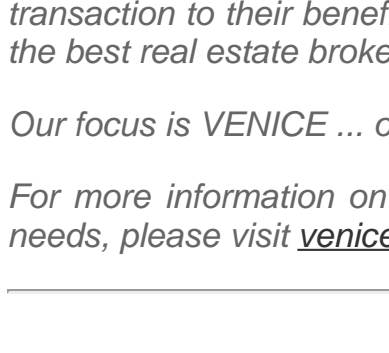 transaction to their benef
the best real estate broke
Our focus is VENICE ... o
For more information on
needs, please visit venice